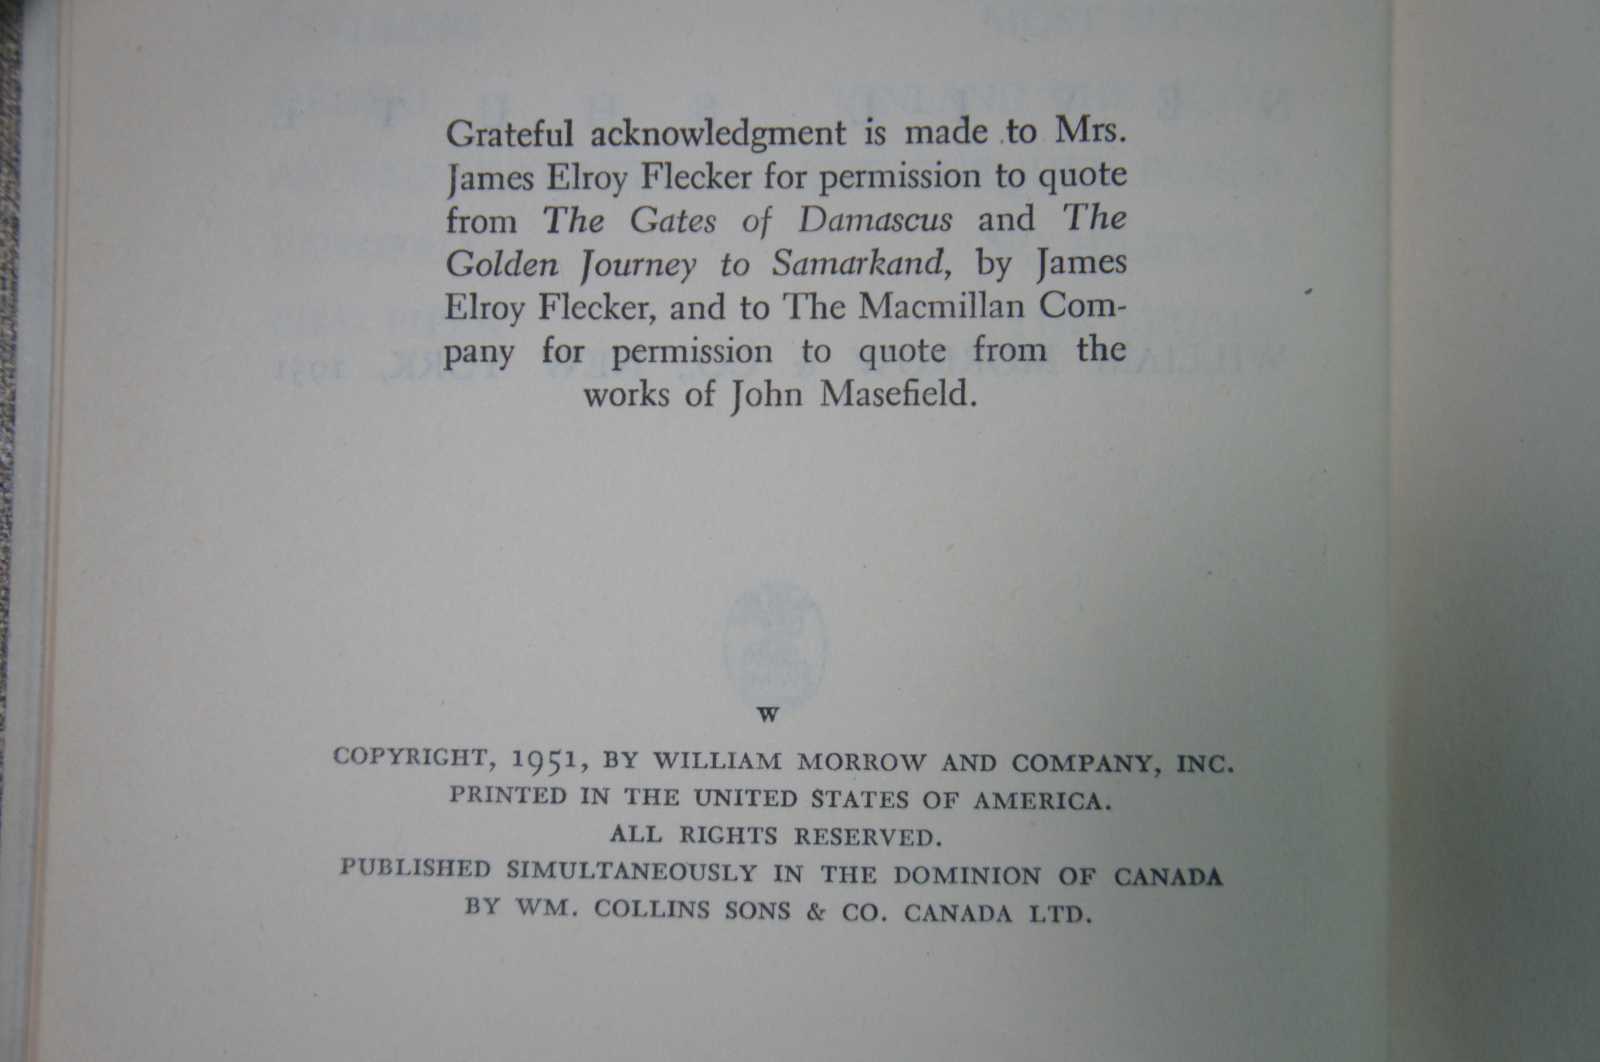 Grateful acknowledgment is made to Mrs.
James Elroy Flecker for permission to quote
from The Gates of Damascus and The
Golden Journey to Samarkand, by James
Elroy Flecker, and to The Macmillan Com-
pany for permission to quote from the
works of John Masefield.
W
COPYRIGHT, 1951, BY WILLIAM MORROW AND COMPANY, INC.
PRINTED IN THE UNITED STATES OF AMERICA.
ALL RIGHTS RESERVED.
PUBLISHED SIMULTANEOUSLY IN THE DOMINION OF CANADA
BY WM. COLLINS SONS & CO. CANADA LTD.